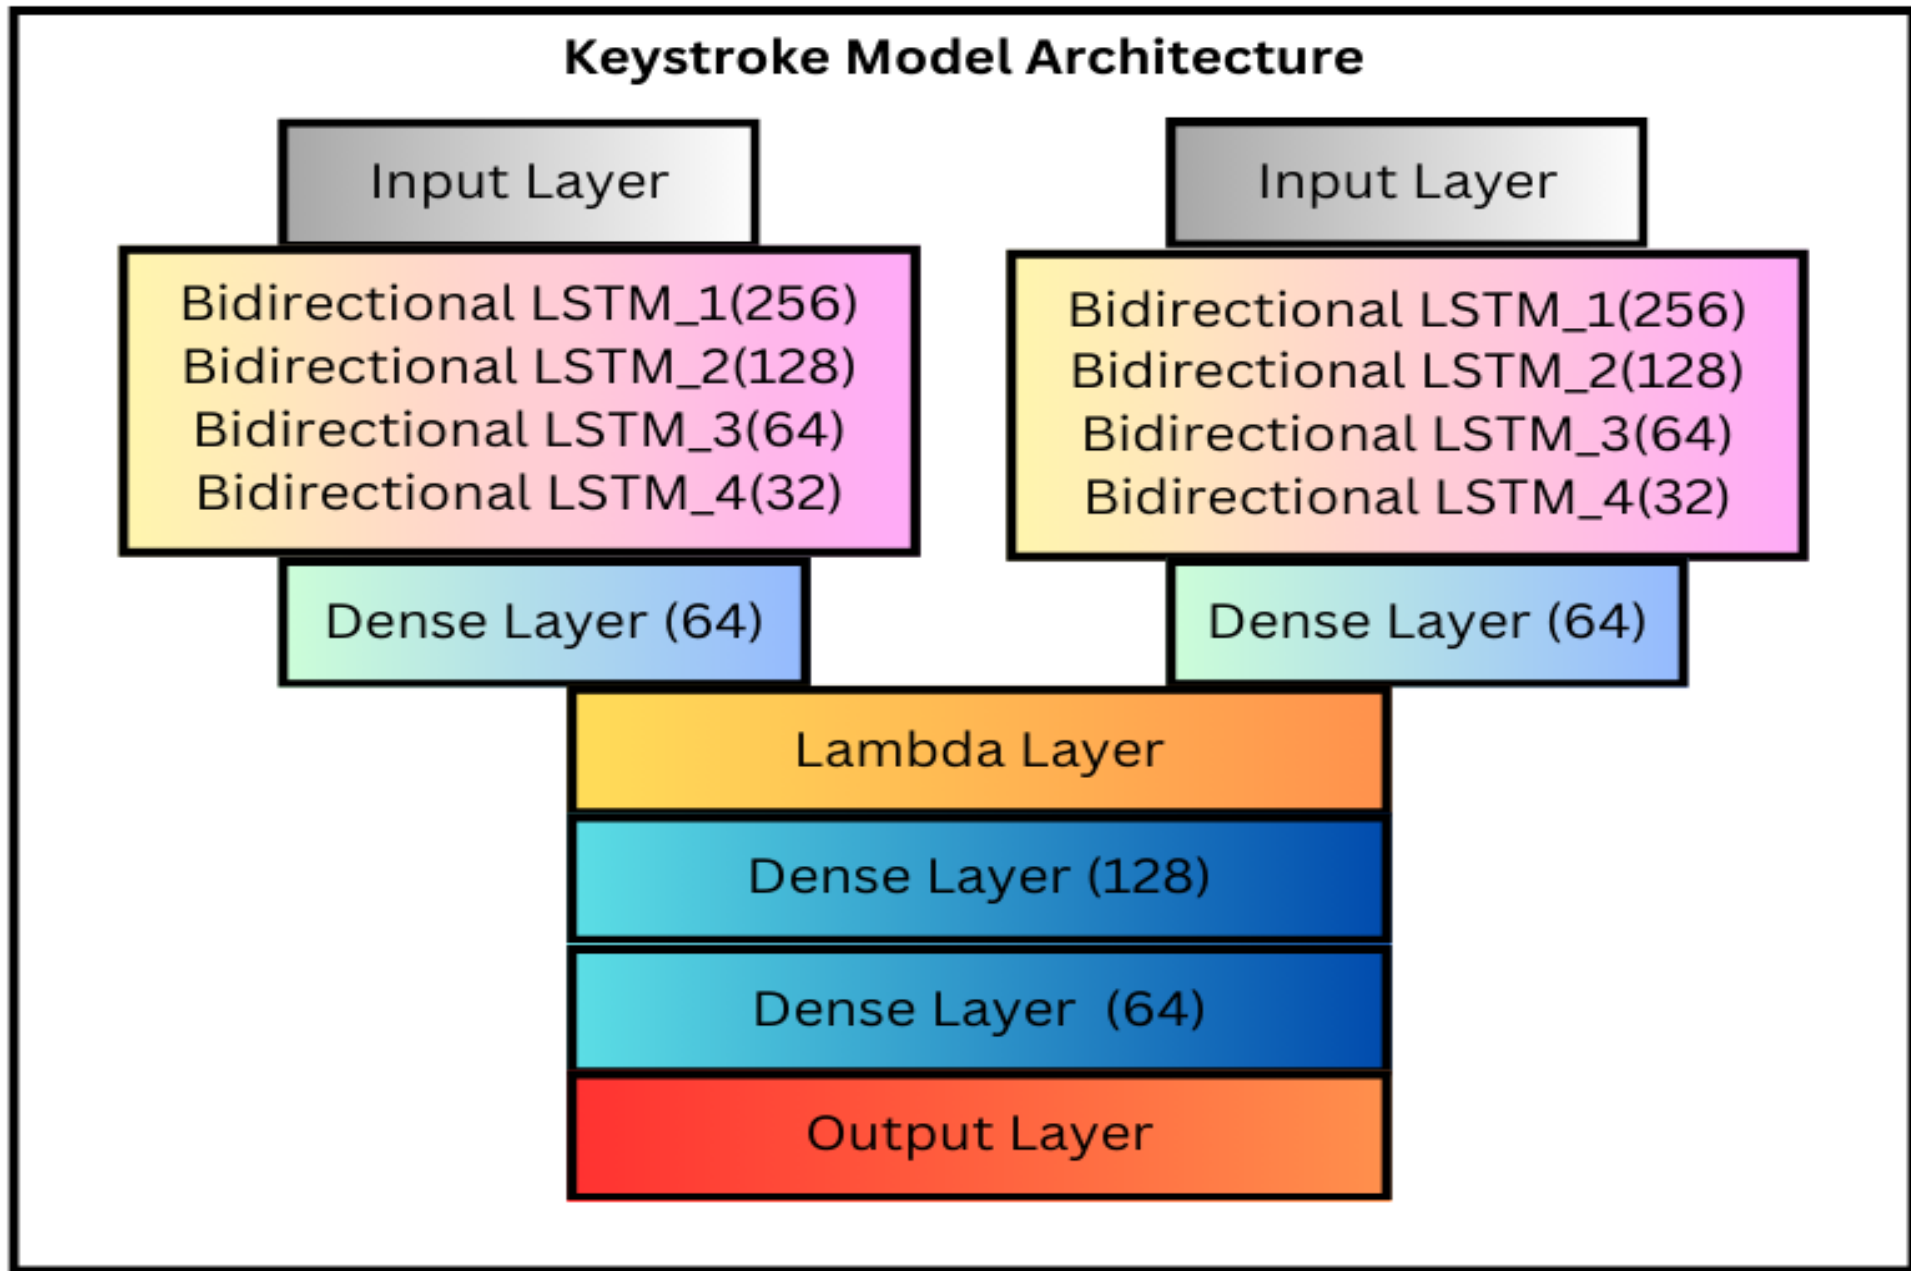 Keystroke Model Architecture
Input Layer
Bidirectional LSTM_1(256)
Bidirectional LSTM_2(128)
Bidirectional LSTM_3(64)
Bidirectional LSTM_4(32)
Dense Layer (64)
Input Layer
Bidirectional LSTM_1(256)
Bidirectional LSTM_2(128)
Bidirectional LSTM_3(64)
Bidirectional LSTM_4(32)
Dense Layer (64)
Lambda Layer
Dense Layer (128)
Dense Layer (64)
Output Layer